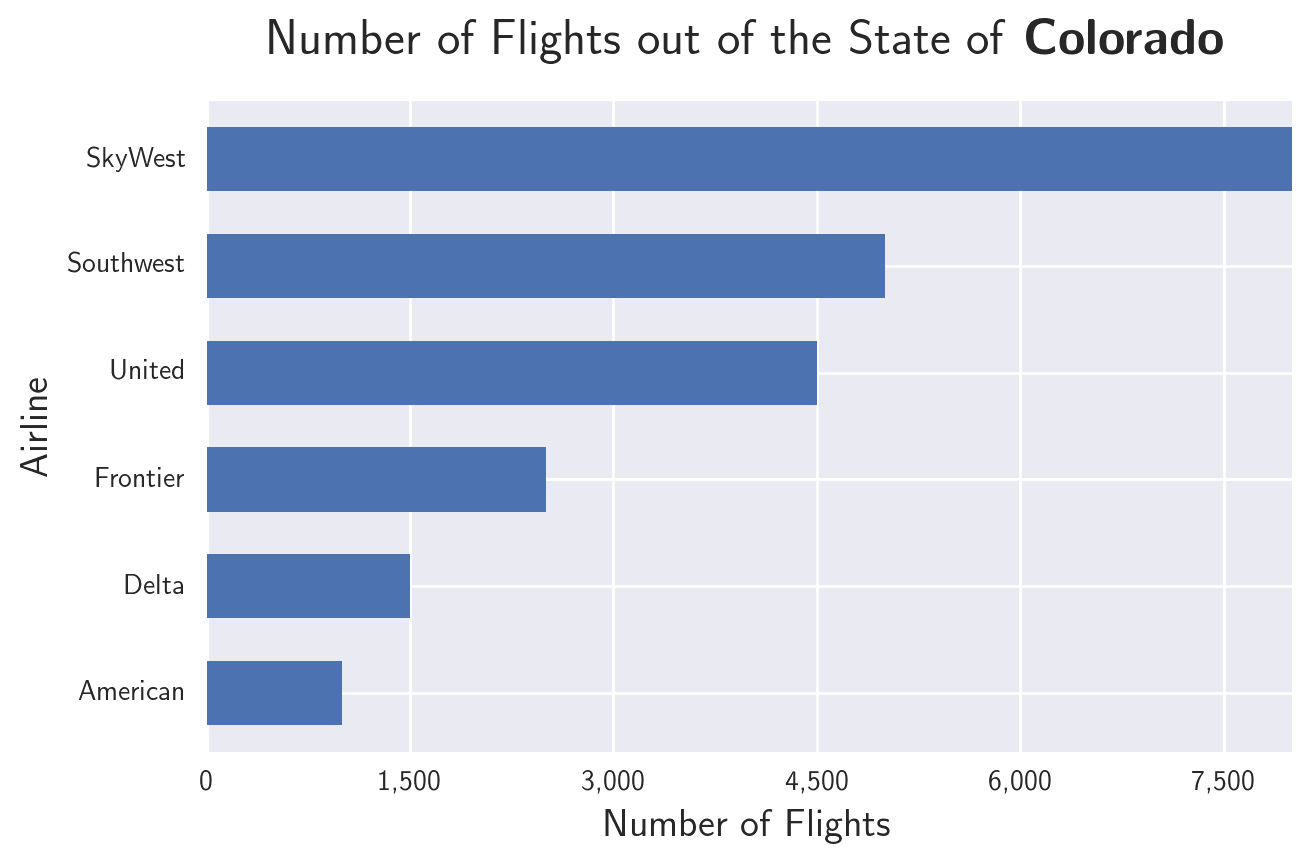 Number of Flights out of the State of Colorado
SkyWest
Southwest
United
Frontier
Delta
American
Airline
0 1,500 3,000 4,500 6,000 7,500
Number of Flights